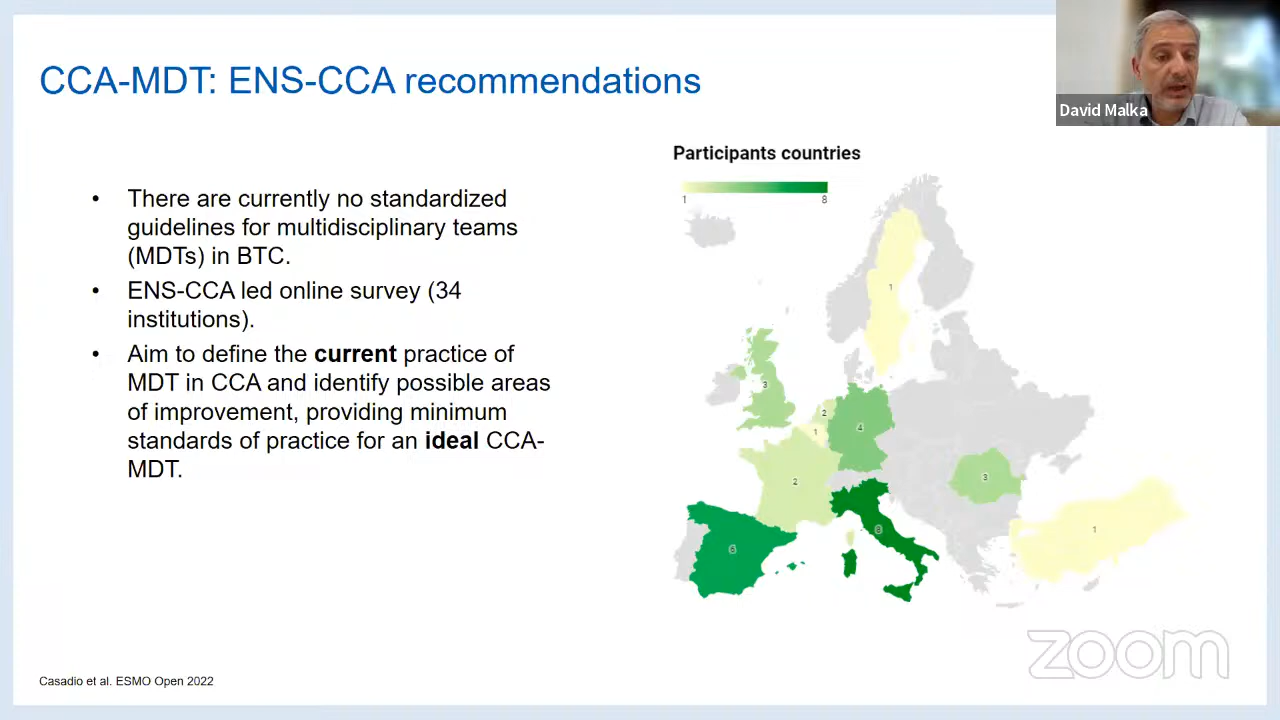 CCA-MDT: ENS-CCA recommendations
David Malka
• There are currently no standardized
guidelines for multidisciplinary teams
(MDTs) in BTC.
• ENS-CCA led online survey (34
institutions).
• Aim to define the current practice of
MDT in CCA and identify possible areas
of improvement, providing minimum
standards of practice for an ideal CCA-
MDT.
Participants countries
1 8
1
3
2
1
4
2
3
1
8
zoom
Casadio et al. ESMO Open 2022